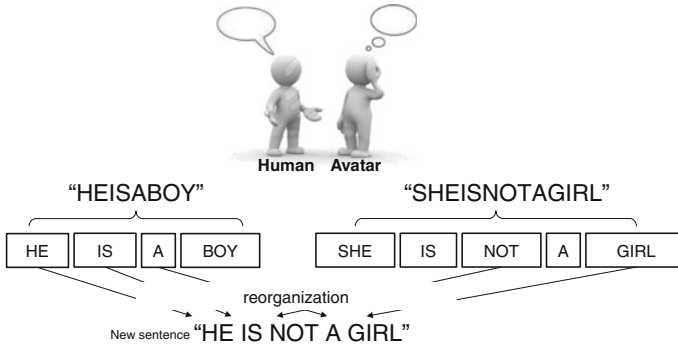 Human Avatar
“HEISABOY” “SHEISNOTAGIRL”
HE IS A BOY SHE IS NOT A GIRL
reorganization
New sentence “HE IS NOT A GIRL”